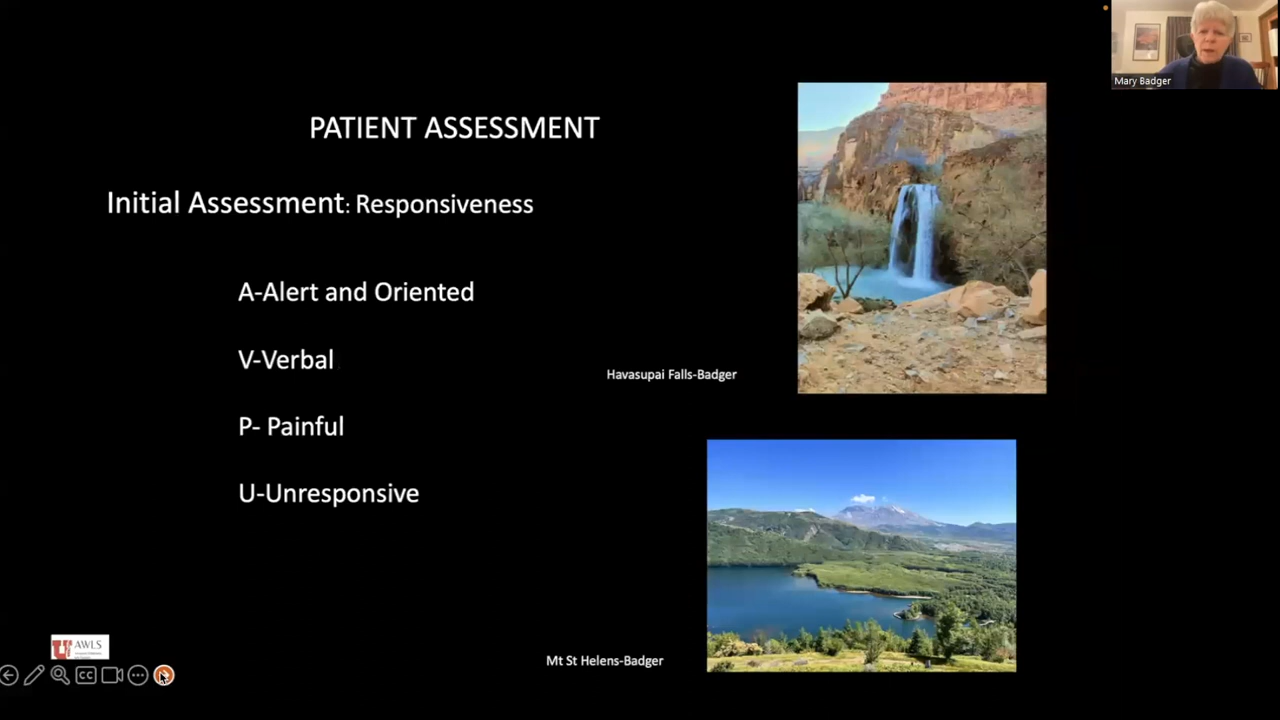 Mary Badger
PATIENT ASSESSMENT
Initial Assessment: Responsiveness
A-Alert and Oriented
V-Verbal
P- Painful
U-Unresponsive
Havasupai Falls-Badger
Mt St Helens-Badger
U AWLS
CC